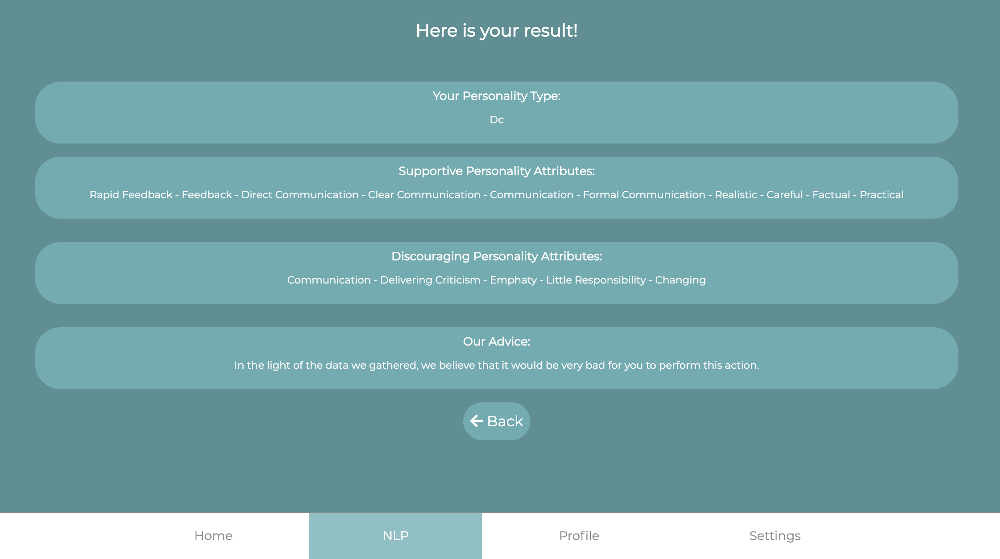 Here is your result!
Your Personality Type:
Dc
Supportive Personality Attributes:
Rapid Feedback - Feedback - Direct Communication - Clear Communication - Communication - Formal Communication - Realistic - Careful - Factual - Practical
Discouraging Personality Attributes:
Communication - Delivering Criticism - Emphaty - Little Responsibility - Changing
Our Advice:
In the light of the data we gathered, we believe that it would be very bad for you to perform this action.
Back
Home NLP Profile Settings